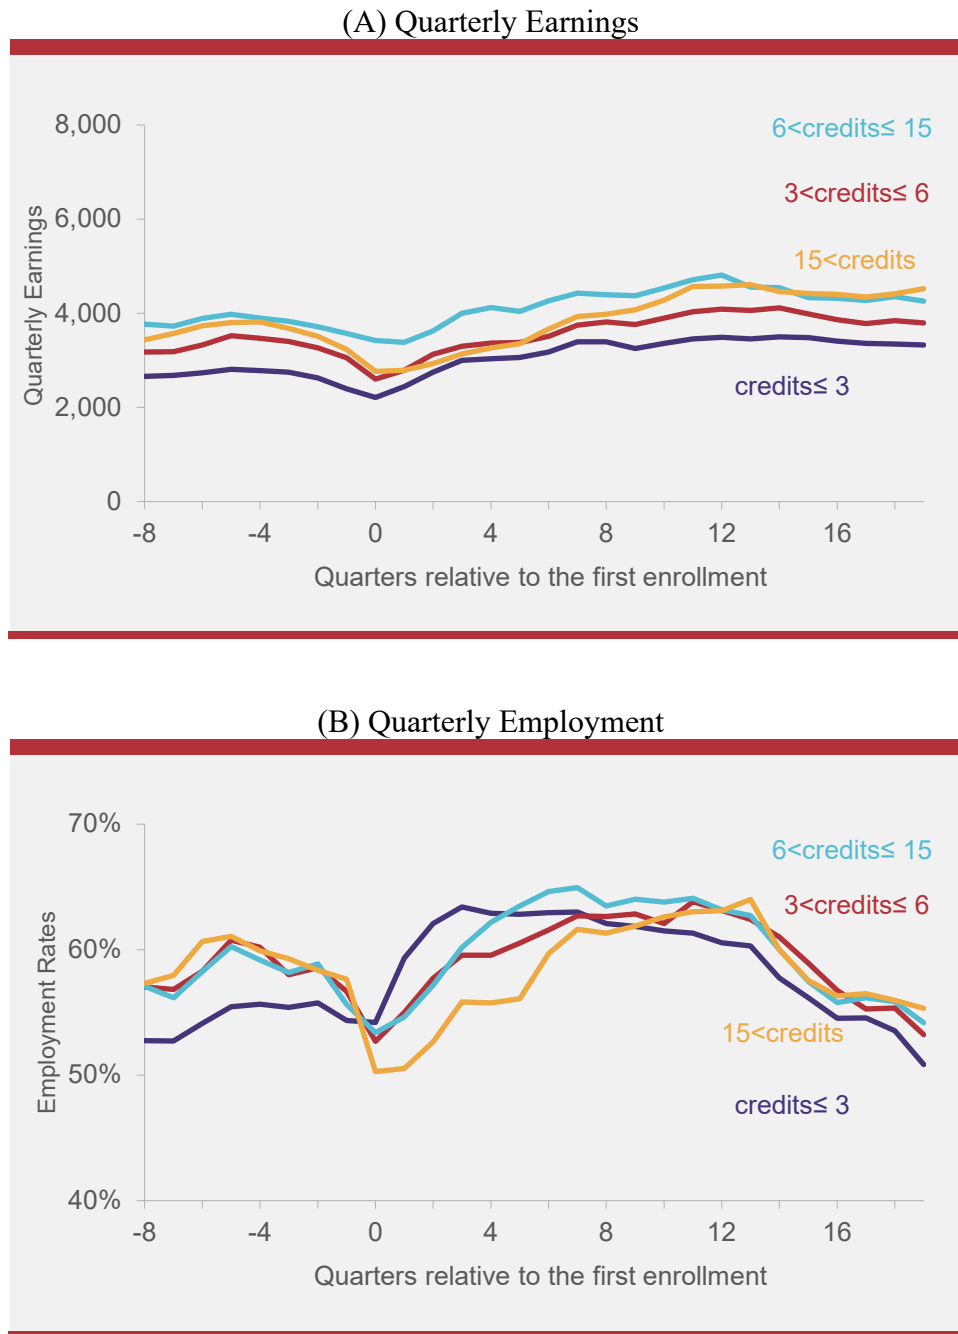 (A) Quarterly Earnings
8,000
6<credits≤ 15
3<credits≤ 6
6,000
15<credits
Quarterly Earnings
4,000
credits≤ 3
2,000
0
-8 -4 0 4 8 12 16
Quarters relative to the first enrollment
(B) Quarterly Employment
70%
6<credits≤ 15
3<credits≤ 6
60%
Employment Rates
15<credits
50%
credits≤ 3
40%
-8 -4 0 4 8 12 16
Quarters relative to the first enrollment